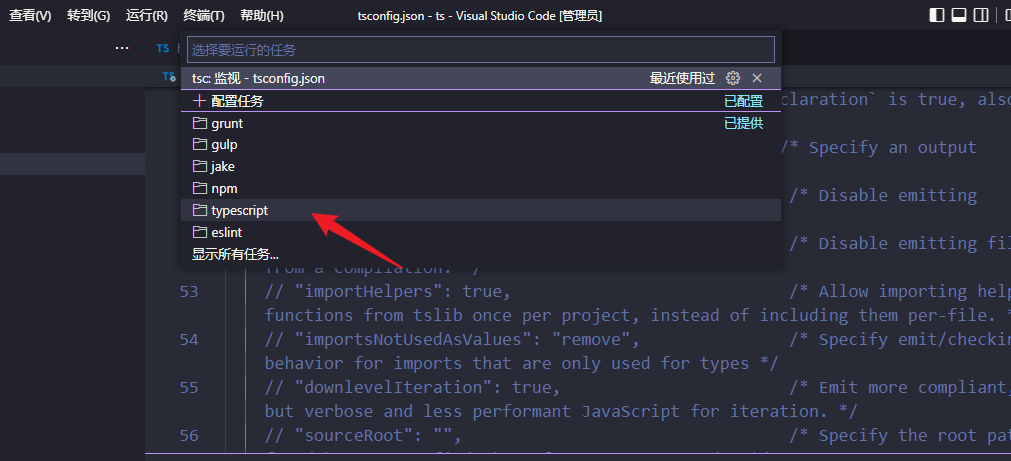 查看(V) 转到(G) 运行(R) 终端(T) 帮助(H) tsconfig.json - ts - Visual Studio Code [管理员]
··· TS
选择要运行的任务
TS
tsc: 监视 - tsconfig.json 最近使用过
配置任务 已配置
claration` is true, also
grunt 已提供
gulp
/* Specify an output
jake
npm
/* Disable emitting
typescript
eslint
/* Disable emitting fil
显示所有任务...
from a compilation. */
53 // "importHelpers": true, /* Allow importing help
functions from tslib once per project, instead of including them per-file. *
54 // "importsNotUsedAsValues": "remove", /* Specify emit/checkin
behavior for imports that are only used for types */
55 // "downlevelIteration": true, /* Emit more compliant,
but verbose and less performant JavaScript for iteration. */
56 // "sourceRoot": "", /* Specify the root pat